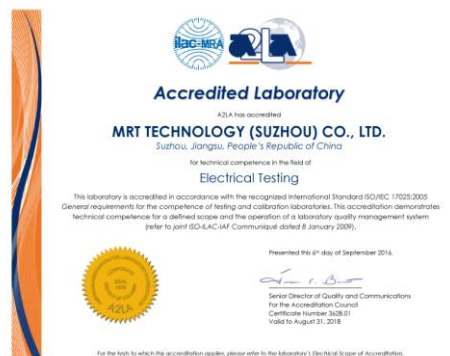 ilac-MRA
A2LA
Accredited Laboratory
A2LA has accredited
MRT TECHNOLOGY (SUZHOU) CO., LTD.
Suzhou, Jiangsu, People's Republic of China
for technical competence in the field of
Electrical Testing
This laboratory is accredited in accordance with the recognized International Standard ISO/IEC 17025:2005
General requirements for the competence of testing and calibration laboratories. This accreditation demonstrates
technical competence for a defined scope and the operation of a laboratory quality management system
(refer to joint ISO-ILAC-IAF Communiqué dated 8 January 2009).
Presented this 6th day of September 2016.
Senior Director of Quality and Communications
For the Accreditation Council
Certificate Number 3628.01
Valid to August 31, 2018
CORPORATE
SEAL
1978
A2LA
For the tests to which this accreditation applies, please refer to the laboratory's Electrical Scope of Accreditation.